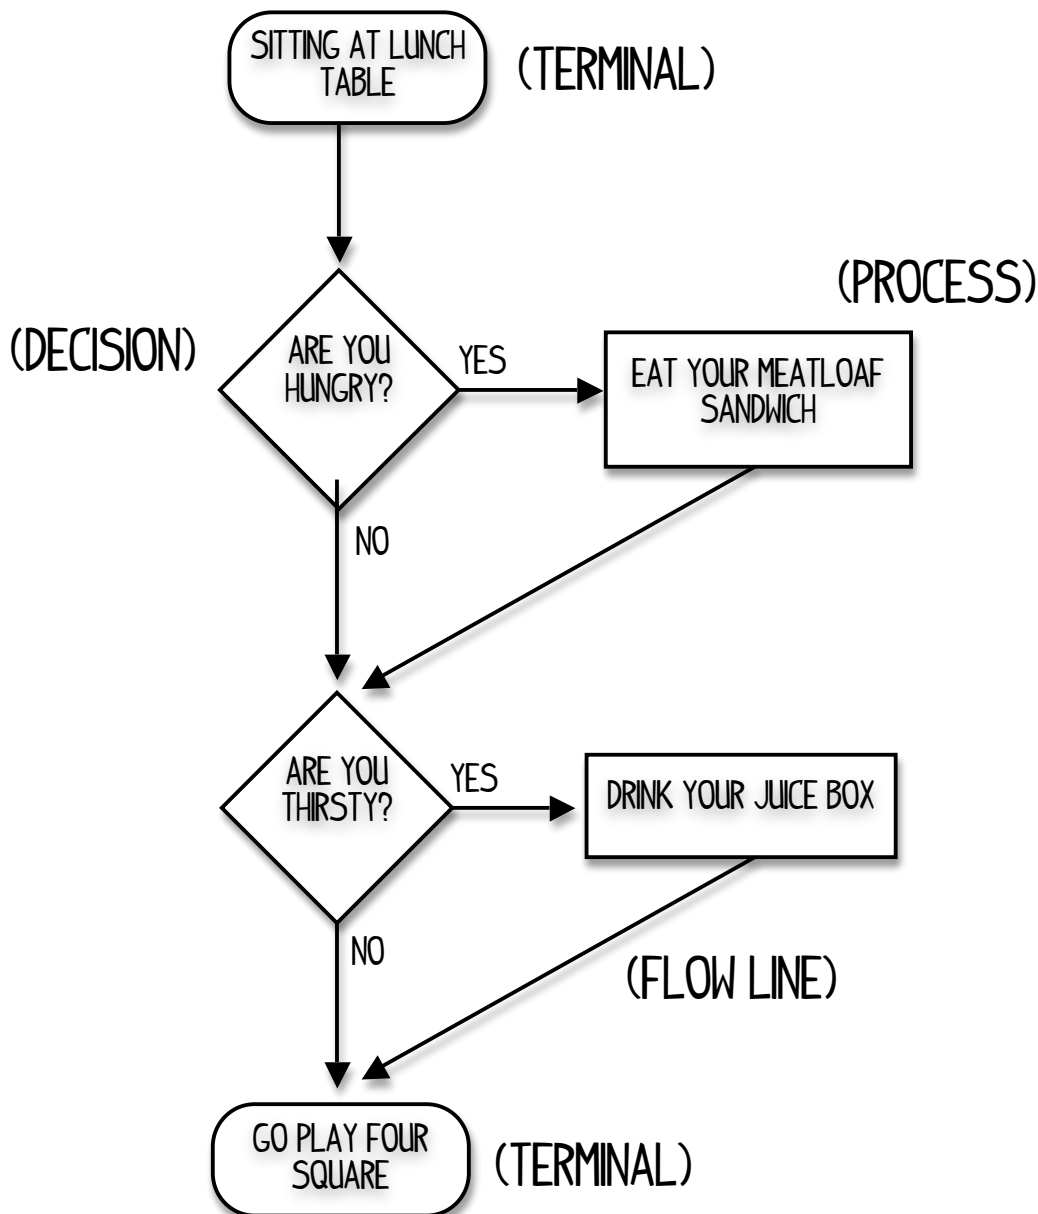 SITTING AT LUNCH
TABLE
(TERMINAL)
(PROCESS)
(DECISION)
ARE YOU
HUNGRY?
YES
EAT YOUR MEATLOAF
SANDWICH
NO
ARE YOU
THIRSTY?
YES
DRINK YOUR JUICE BOX
NO
(FLOW LINE)
GO PLAY FOUR
SQUARE
(TERMINAL)